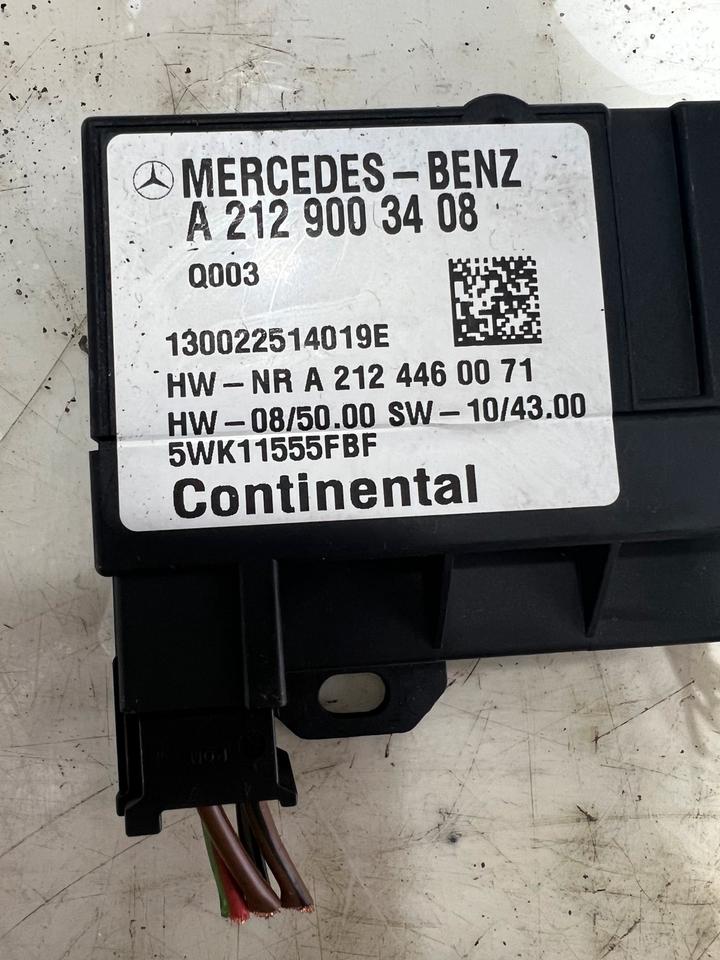 MERCEDES-BENZ
A 212 900 34 08
Q003
130022514019E
HW-NR A 212 446 00 71
HW-08/50.00 SW-10/43.00
5WK11555FBF
Continental